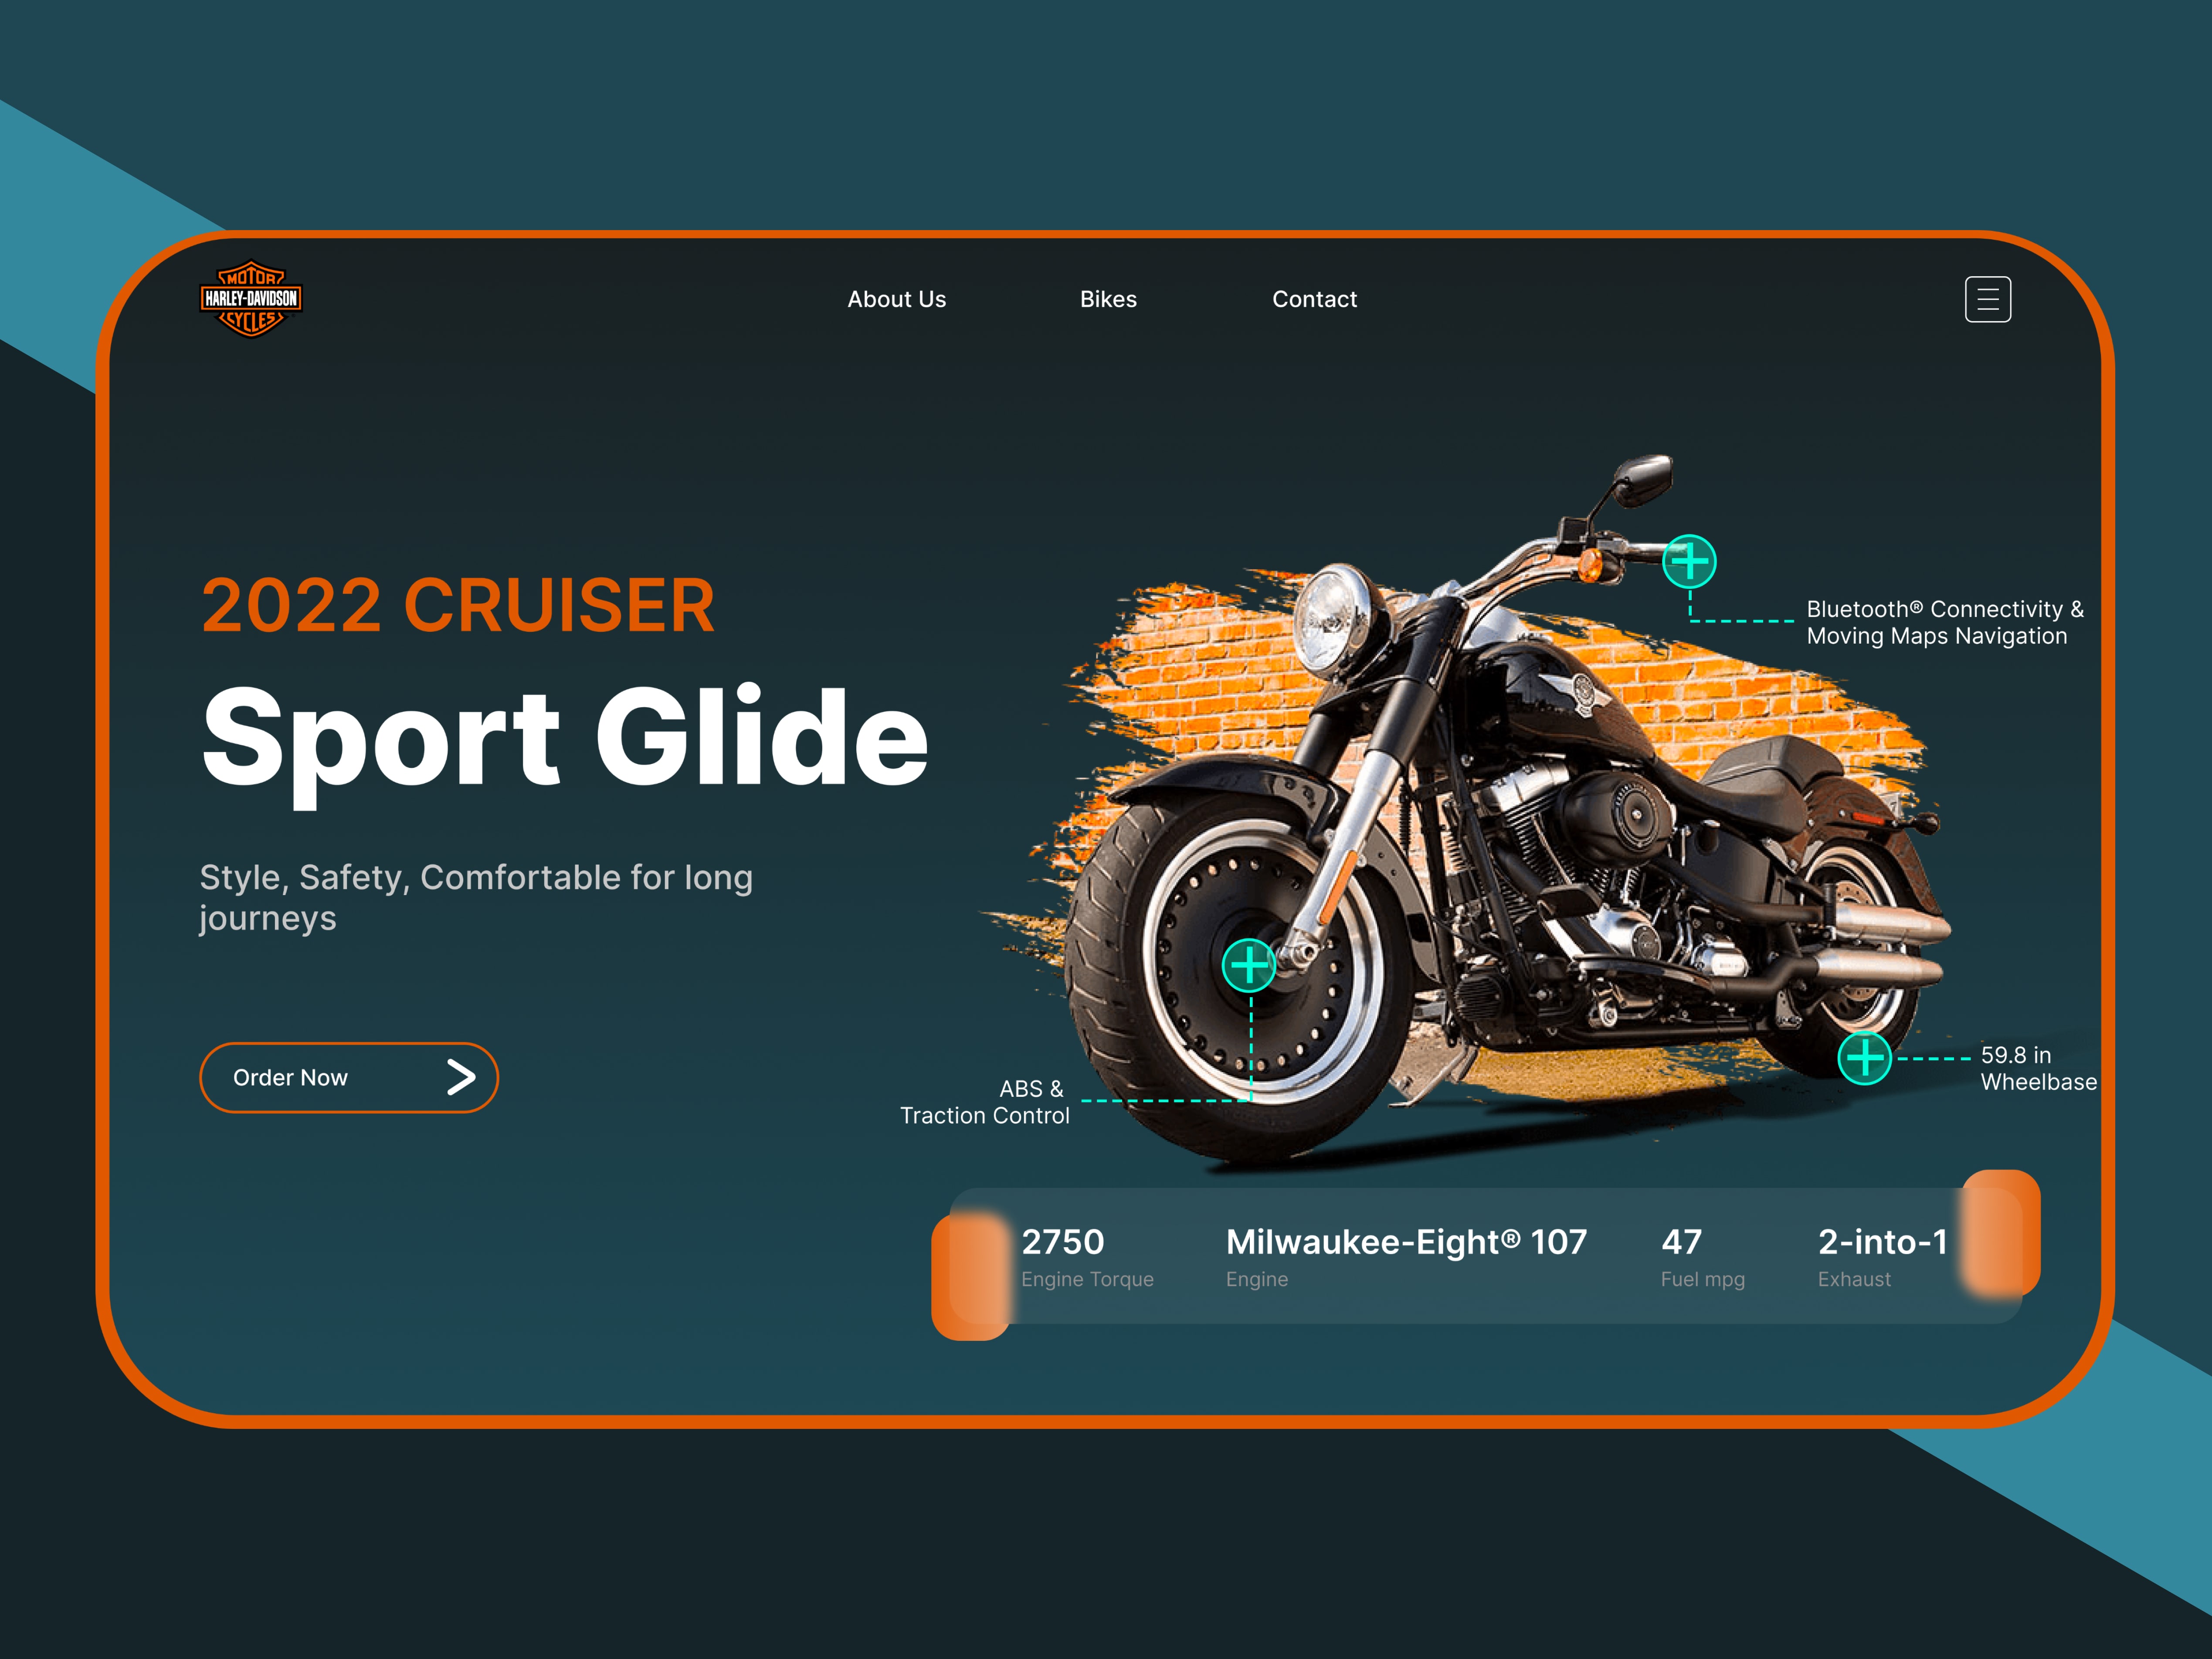 MOTOR
HARLEY-DAVIDSON
CYCLES
About Us
Bikes
Contact
2022 CRUISER
Sport Glide
Style, Safety, Comfortable for long
journeys
Order Now
Bluetooth® Connectivity &
Moving Maps Navigation
ABS &
Traction Control
59.8 in
Wheelbase
2750
Engine Torque
Milwaukee-Eight® 107
Engine
47
Fuel mpg
2-into-1
Exhaust